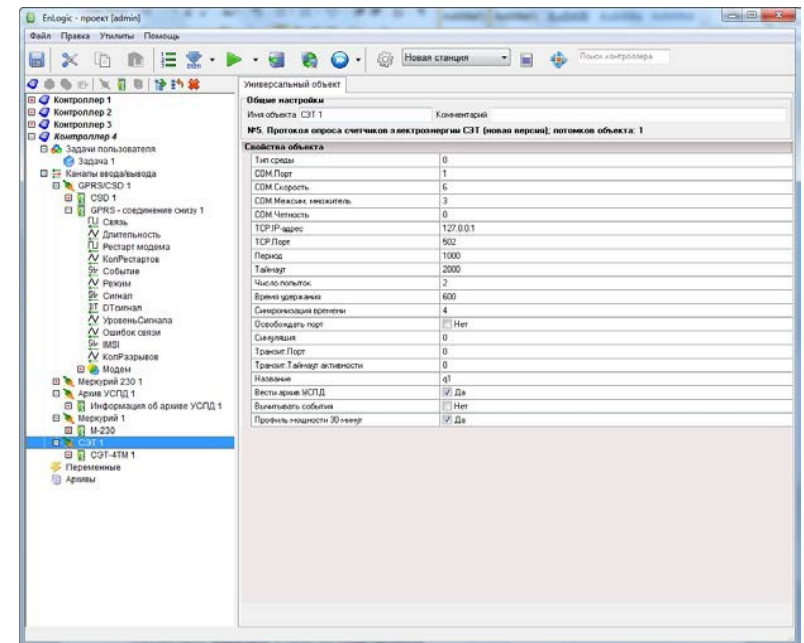 EnLogic - проект [admin]
Файл Правка Утилиты Помощь
Новая станция
Поиск контроллера
Контроллер 1
Контроллер 2
Контроллер 3
Контроллер 4
Задачи пользователя
Задача 1
Каналы ввода/вывода
GPRS/CSD 1
CSD 1
GPRS - соединение снизу 1
Связь
Длительность
Рестарт модема
КолРестартов
Событие
Режим
Сигнал
DTсигнал
УровеньСигнала
Ошибок связи
IMSI
КолРазрывов
Модем
Меркурий 230 1
Архив УСПД 1
Информация об архиве УСПД 1
Меркурий 1
М-230
СЭТ 1
СЭТ-4ТМ 1
Переменные
Архивы
Универсальный объект
Общие настройки
Имя объекта СЭТ 1 Комментарий
№5. Протокол опроса счетчиков электроэнергии СЭТ (новая версия); потомков объекта: 1
Свойства объекта
Тип среды 0
COM.Порт 1
COM.Скорость 6
COM.Межсим. множитель 3
COM.Четность 0
TCP.IP-адрес 127.0.0.1
TCP.Порт 502
Период 1000
Таймаут 2000
Число попыток 2
Время удержания 600
Синхронизация времени 4
Освобождать порт Нет
Симуляция 0
Транзит.Порт 0
Транзит.Таймаут активности 0
Название q1
Вести архив УСПД Да
Вычитывать события Нет
Профиль мощности 30 минут Да